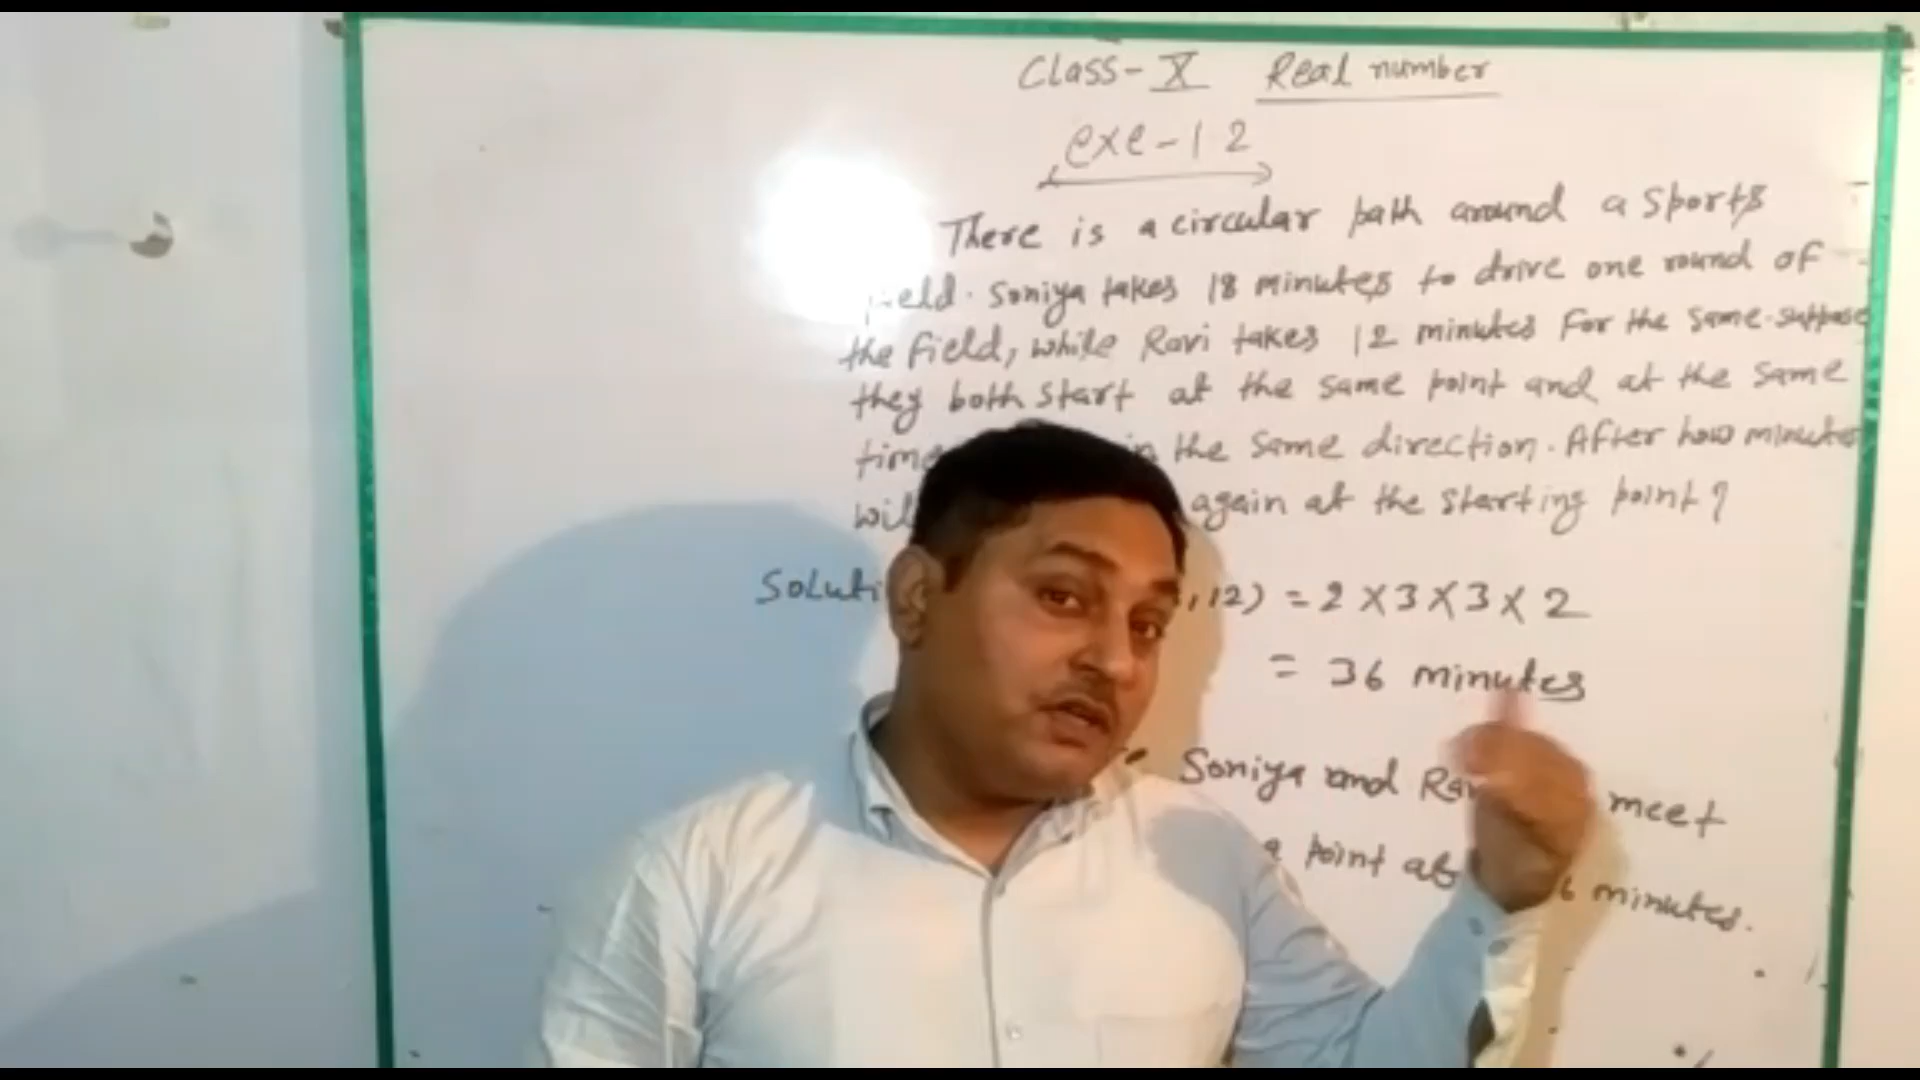 Class - X Real number
exe - 1.2
There is a circular path around a sports
eld. Soniya takes 18 minutes to drive one round of
the field, while Ravi takes 12 minutes for the same. suppose
they both start at the same point and at the same
time in the same direction. After how minutes
again at the starting point?
Soluti , 12) = 2 X 3 X 3 X 2
= 36 minutes
Soniya and Ra meet
a point at 6 minutes.